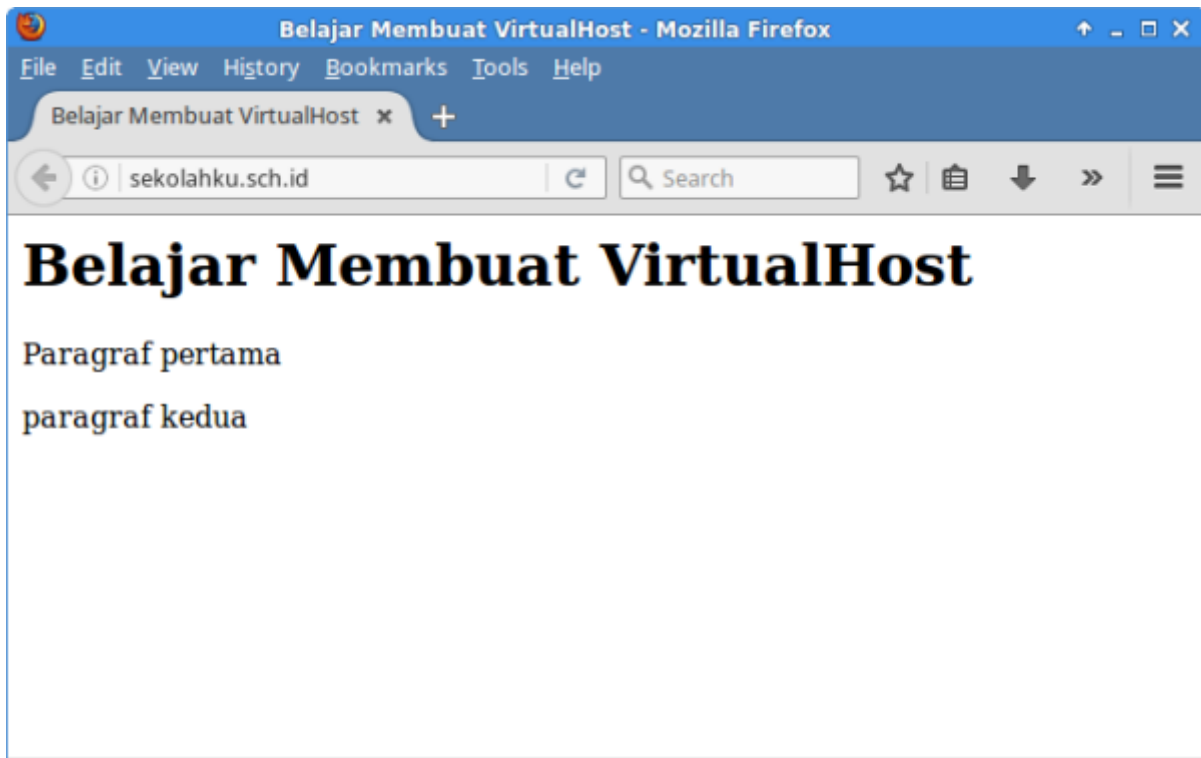 Belajar Membuat VirtualHost - Mozilla Firefox
File Edit View History Bookmarks Tools Help
Belajar Membuat VirtualHost
sekolahku.sch.id Search
Belajar Membuat VirtualHost
Paragraf pertama
paragraf kedua